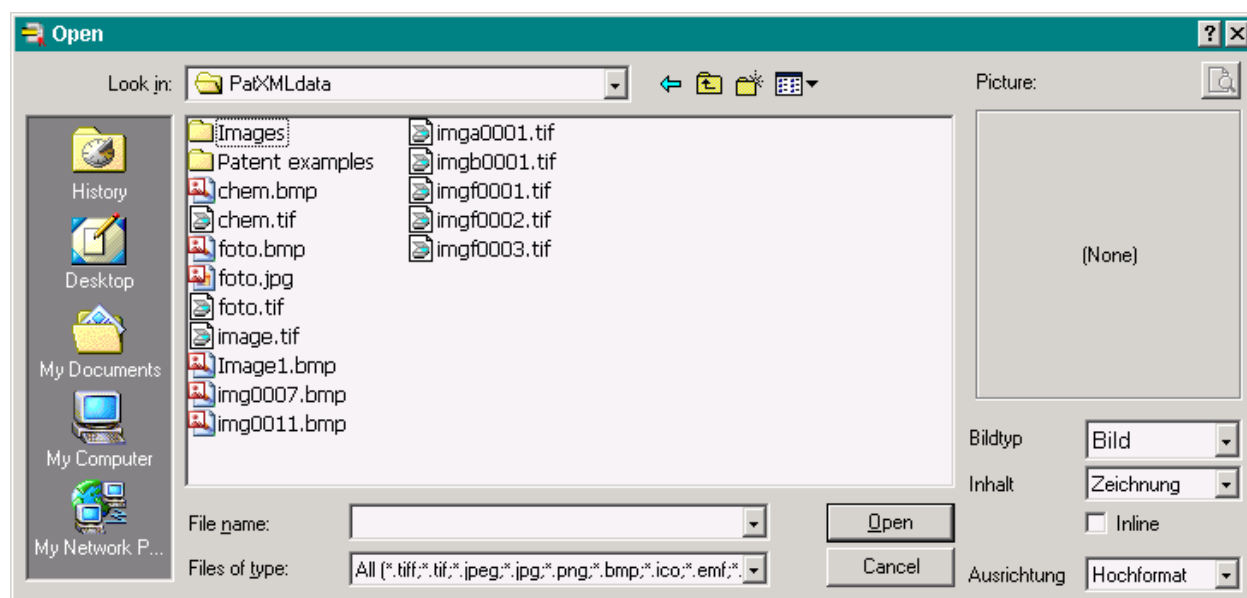 Open
Look in:
PatXMLdata
Picture:
History
Desktop
My Documents
My Computer
My Network P...
Images
Patent examples
chem.bmp
chem.tif
foto.bmp
foto.jpg
foto.tif
image.tif
Image1.bmp
img0007.bmp
img0011.bmp
imga0001.tif
imgb0001.tif
imgf0001.tif
imgf0002.tif
imgf0003.tif
(None)
Bildtyp
Bild
Inhalt
Zeichnung
Inline
Ausrichtung
Hochformat
File name:
Open
Files of type:
All (*.tiff;*.tif;*.jpeg;*.jpg;*.png;*.bmp;*.ico;*.emf;*.
Cancel